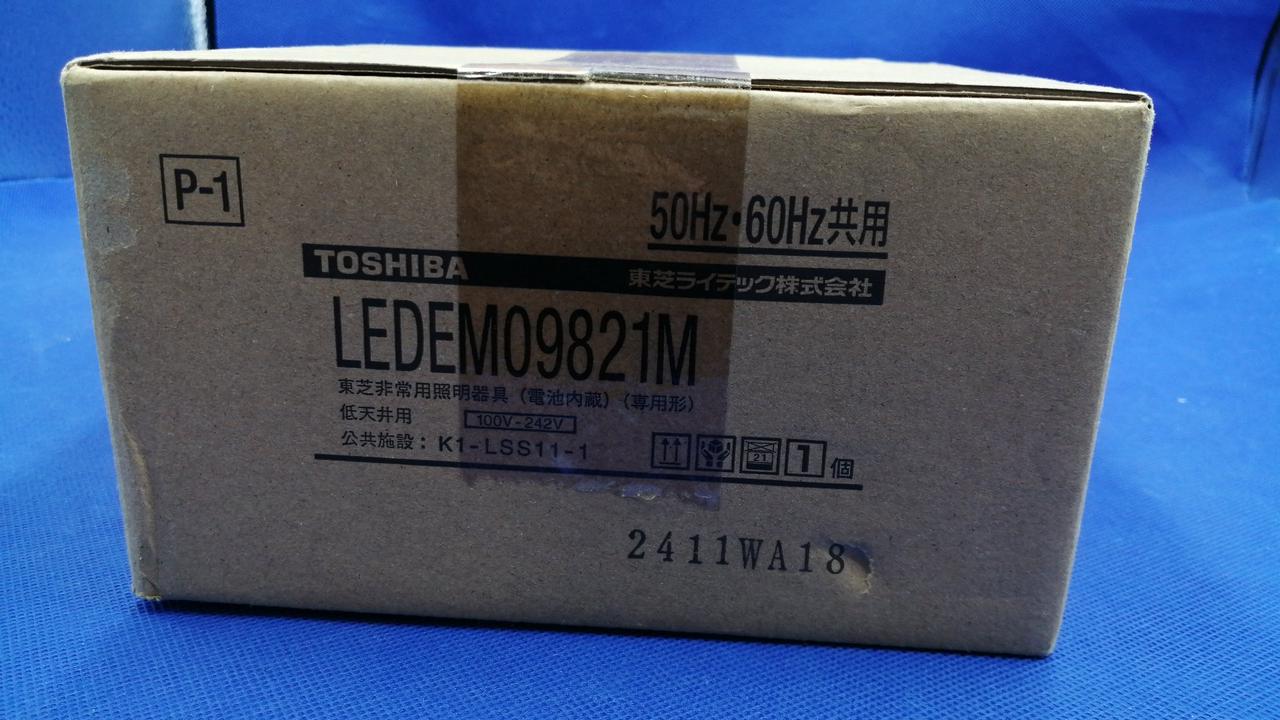 P-1
50Hz・60Hz共用
TOSHIBA 東芝ライテック株式会社
LEDEM09821M
東芝非常用照明器具（電池内蔵）（専用形）
低天井用 100V-242V
公共施設：K1-LSS11-1
21 1個
2411WA18